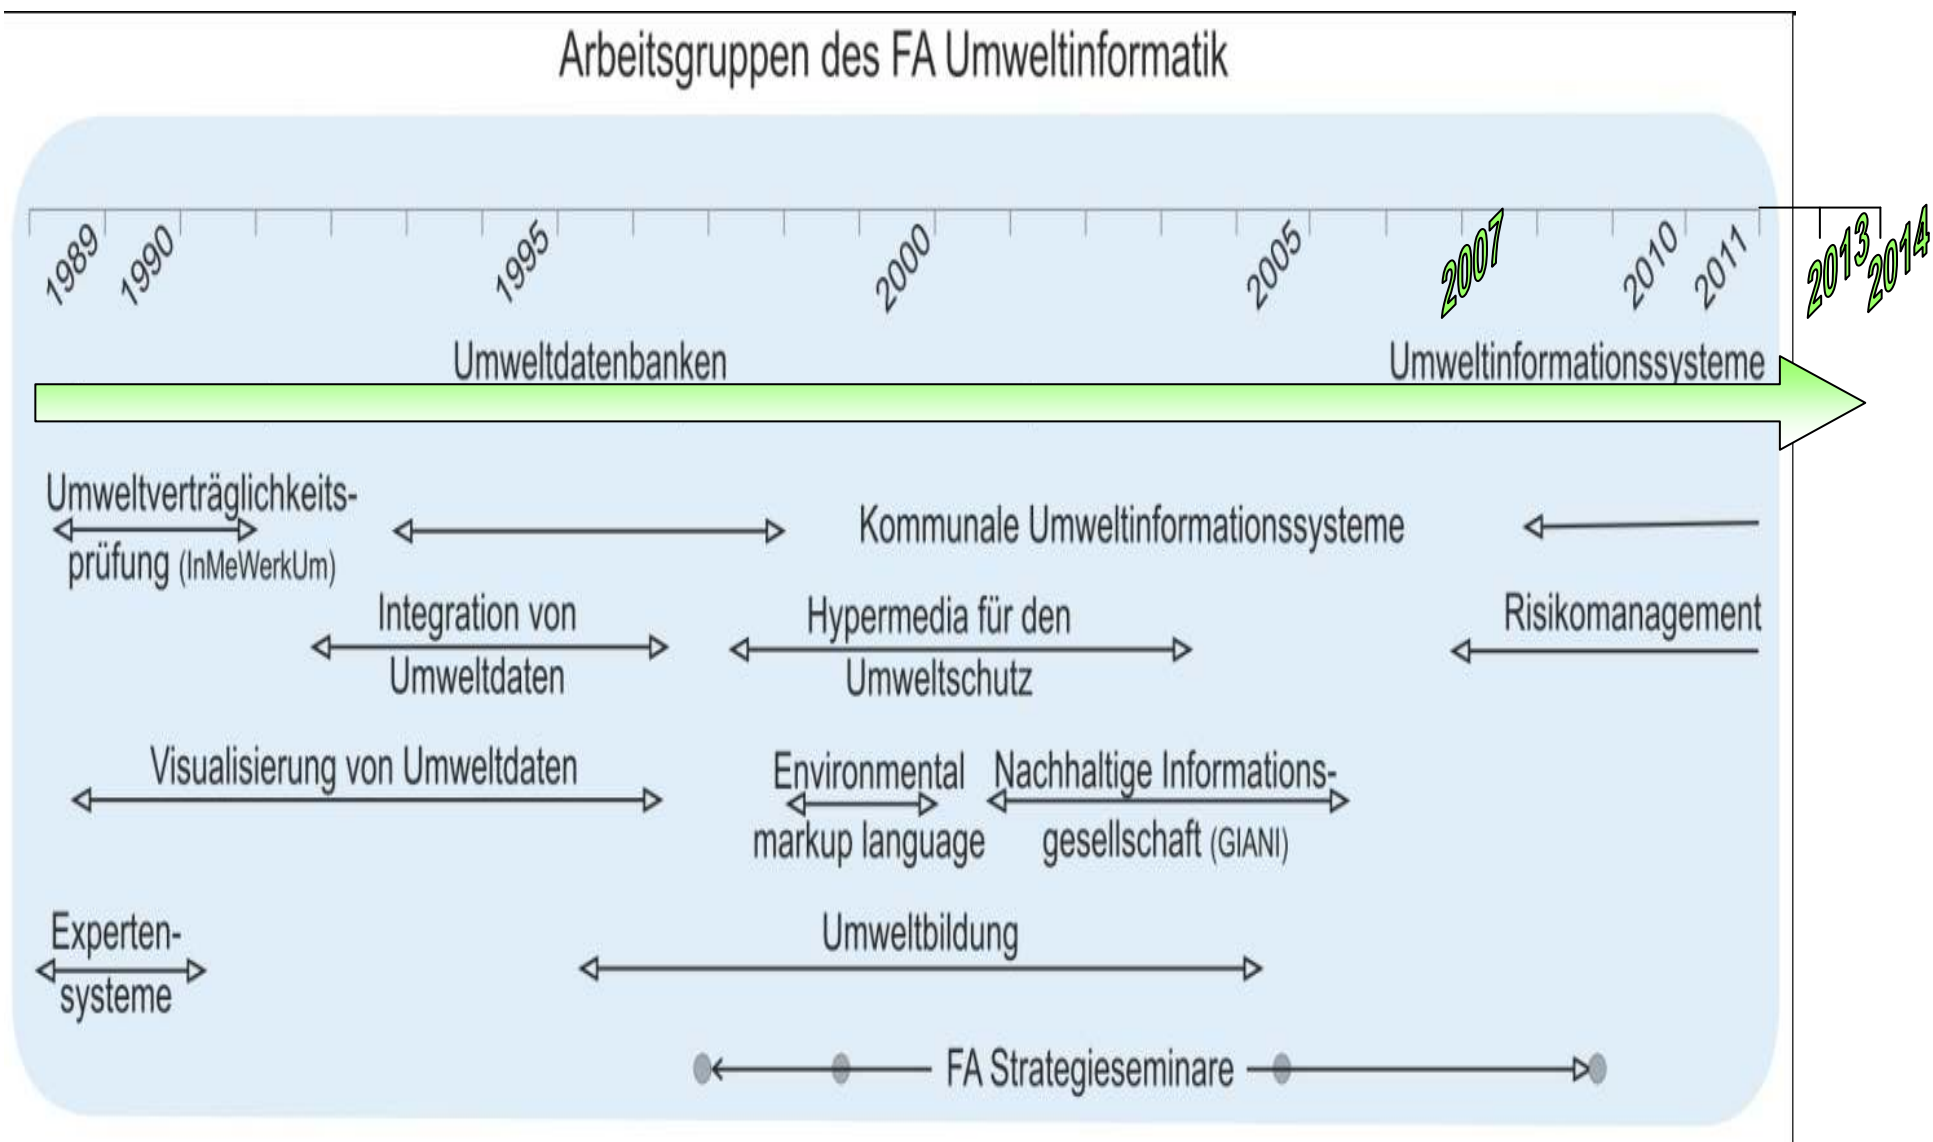 Arbeitsgruppen des FA Umweltinformatik
1989 1990 1995 2000 2005 2007 2010 2011 2013 2014
Umweltdatenbanken Umweltinformationssysteme
Umweltverträglichkeits-
prüfung (InMeWerkUm)
Kommunale Umweltinformationssysteme
Integration von
Umweltdaten
Hypermedia für den
Umweltschutz
Risikomanagement
Visualisierung von Umweltdaten
Environmental
markup language
Nachhaltige Informations-
gesellschaft (GIANI)
Experten-
systeme
Umweltbildung
FA Strategieseminare